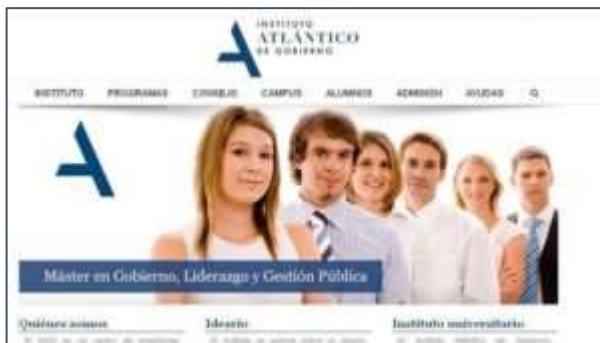 INSTITUTO
ATLÁNTICO
DE GOBIERNO
INSTITUTO PROGRAMAS CONSEJO CAMPUS ALUMNOS ADMISIÓN AYUDAS
Máster en Gobierno, Liderazgo y Gestión Pública
Quiénes somos Ideario Instituto universitario